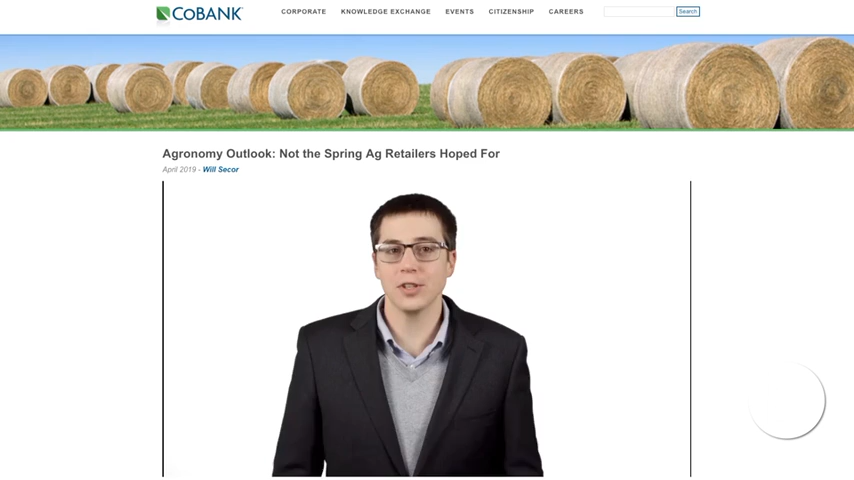 CoBANK
CORPORATE KNOWLEDGE EXCHANGE EVENTS CITIZENSHIP CAREERS Search
Agronomy Outlook: Not the Spring Ag Retailers Hoped For
April 2019 - Will Secor